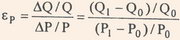 εP = ΔQ/Q / ΔP/P = (Q1 – Q0)/Q0 / (P1 – P0)/P0